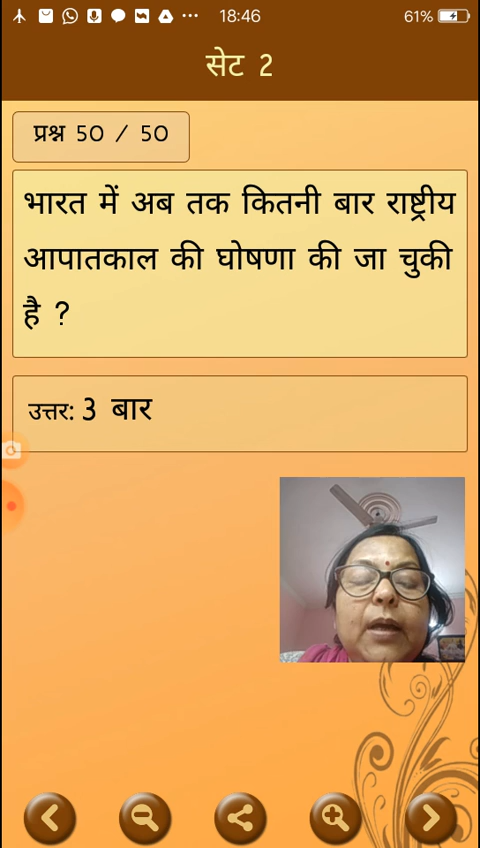 18:46
61%
सेट 2
प्रश्न 50 / 50
भारत में अब तक कितनी बार राष्ट्रीय
आपातकाल की घोषणा की जा चुकी
है ?
उत्तर: 3 बार